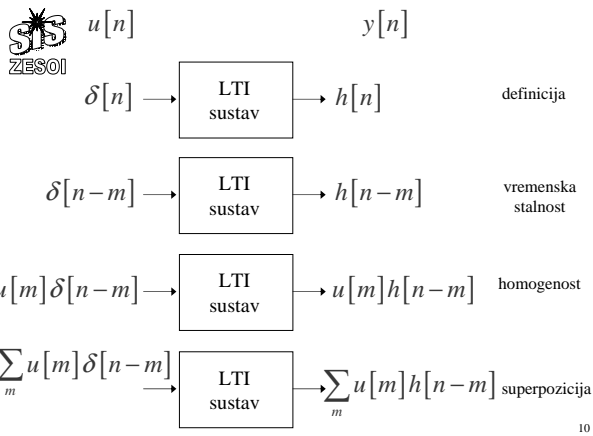 SiS
ZESOI
u[n] y[n]
δ[n] LTI sustav h[n] definicija
δ[n−m] LTI sustav h[n−m] vremenska stalnost
u[m]δ[n−m] LTI sustav u[m]h[n−m] homogenost
∑ₘ u[m]δ[n−m] LTI sustav ∑ₘ u[m]h[n−m] superpozicija
10